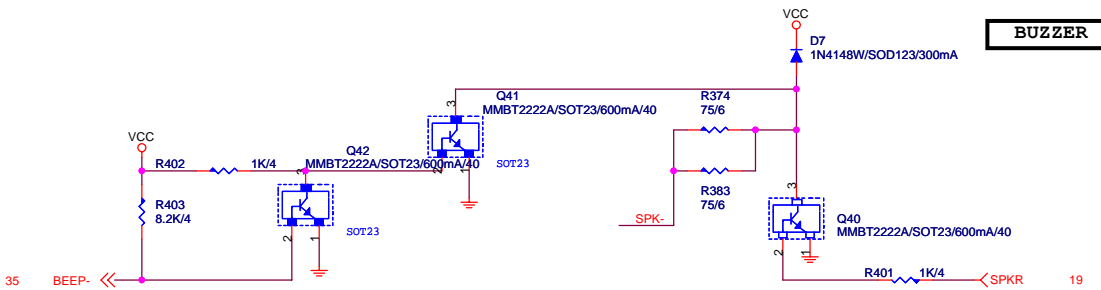 VCC
BUZZER
D7
1N4148W/SOD123/300mA
Q41
MMBT2222A/SOT23/600mA/40
3
2
1
SOT23
R374
75/6
R383
75/6
VCC
R402
1K/4
Q42
MMBT2222A/SOT23/600mA/40
3
2
1
SOT23
R403
8.2K/4
SPK-
3
Q40
MMBT2222A/SOT23/600mA/40
2
1
R401
1K/4
35
BEEP-
SPKR
19